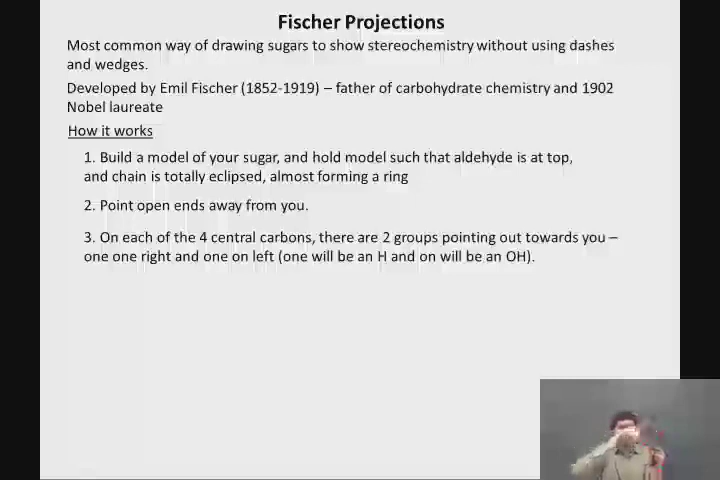 Fischer Projections
Most common way of drawing sugars to show stereochemistry without using dashes
and wedges.
Developed by Emil Fischer (1852-1919) – father of carbohydrate chemistry and 1902
Nobel laureate
How it works
1. Build a model of your sugar, and hold model such that aldehyde is at top,
and chain is totally eclipsed, almost forming a ring
2. Point open ends away from you.
3. On each of the 4 central carbons, there are 2 groups pointing out towards you –
one one right and one on left (one will be an H and on will be an OH).